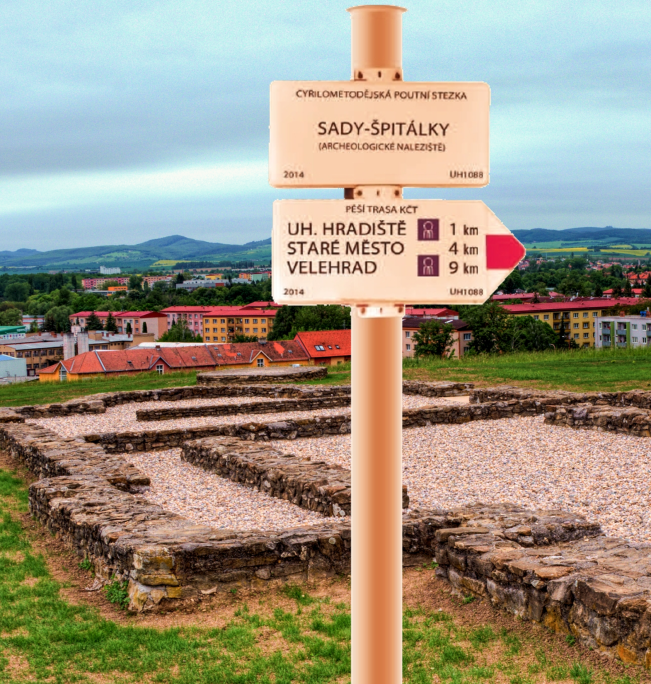 CYRILOMETODĚJSKÁ POUTNÍ STEZKA
SADY-ŠPITÁLKY
(ARCHEOLOGICKÉ NALEZIŠTĚ)
2014 UH1088
PĚŠÍ TRASA KČT
UH. HRADIŠTĚ 1 km
STARÉ MĚSTO 4 km
VELEHRAD 9 km
2014 UH1088